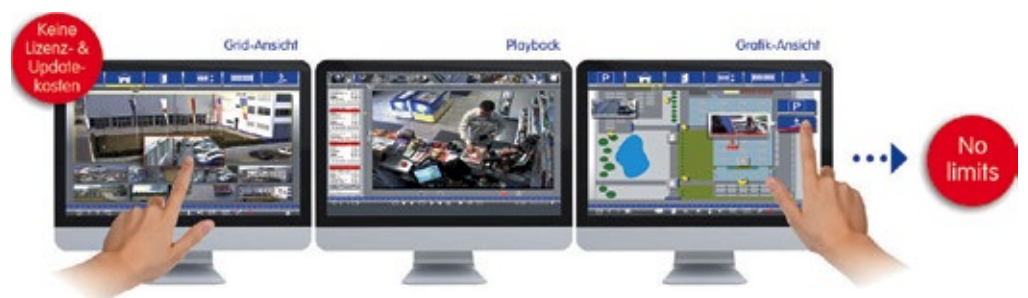 Keine
Lizenz- &
Update-
kosten
Grid-Ansicht
Playback
Grafik-Ansicht
P
P
No
limits